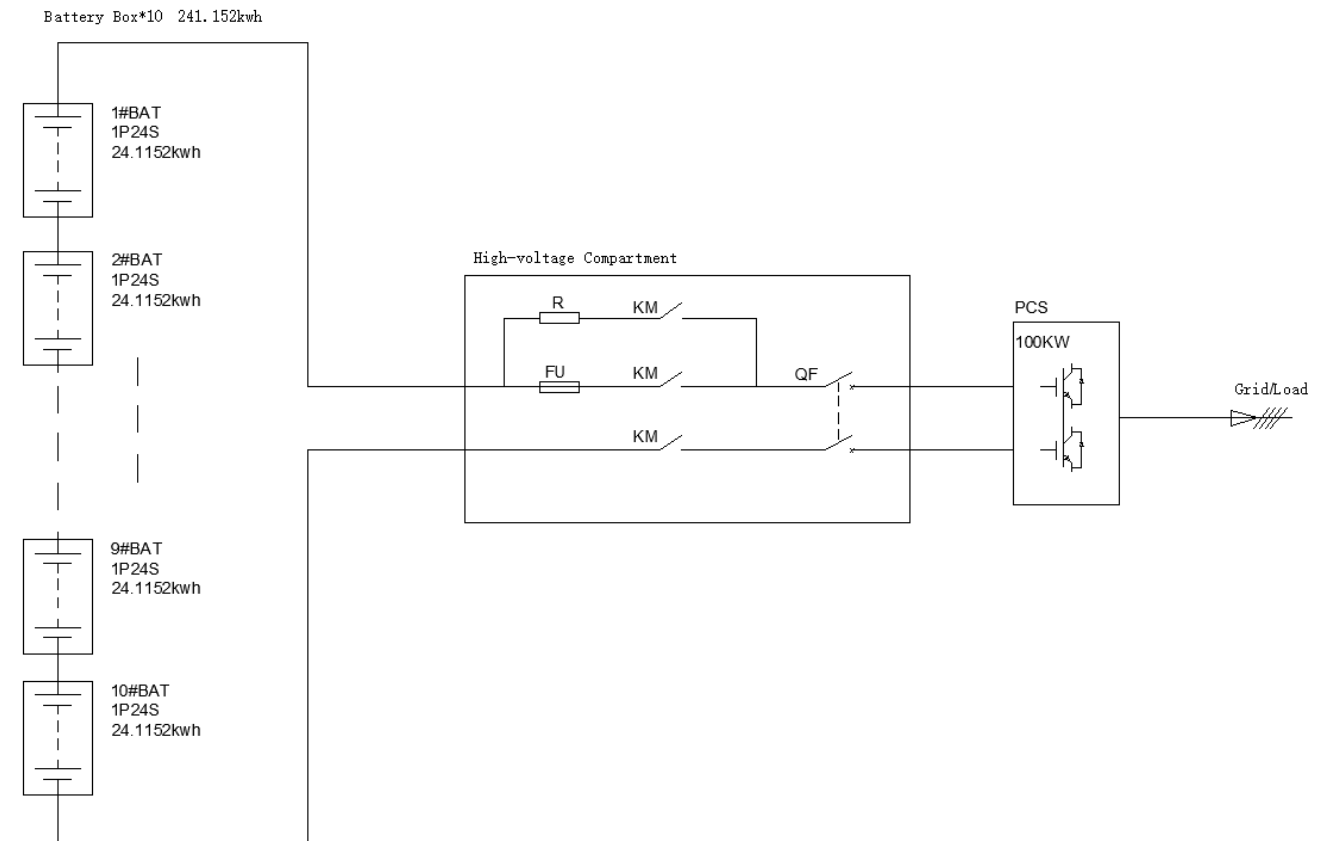 Battery Box*10  241.152kwh
1#BAT
1P24S
24.1152kwh
2#BAT
1P24S
24.1152kwh
High-voltage Compartment
R
KM
FU
KM
QF
KM
PCS
100KW
Grid/Load
9#BAT
1P24S
24.1152kwh
10#BAT
1P24S
24.1152kwh